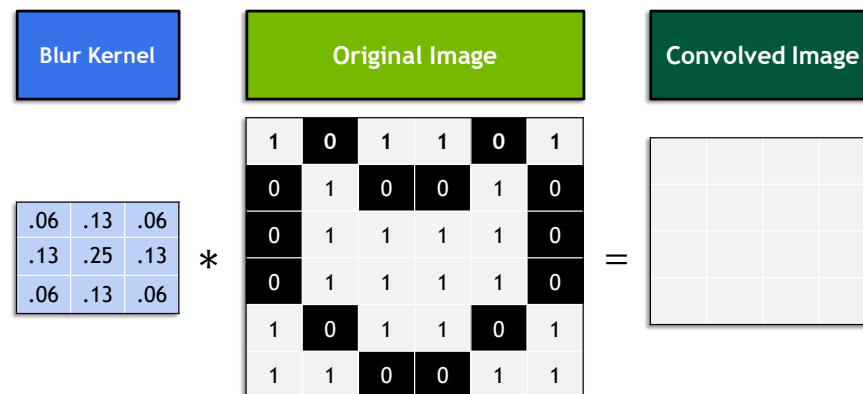 Blur Kernel
Original Image
Convolved Image
1 0 1 1 0 1
0 1 0 0 1 0
0 1 1 1 1 0
0 1 1 1 1 0
1 0 1 1 0 1
1 1 0 0 1 1
.06 .13 .06
.13 .25 .13
.06 .13 .06
*
=